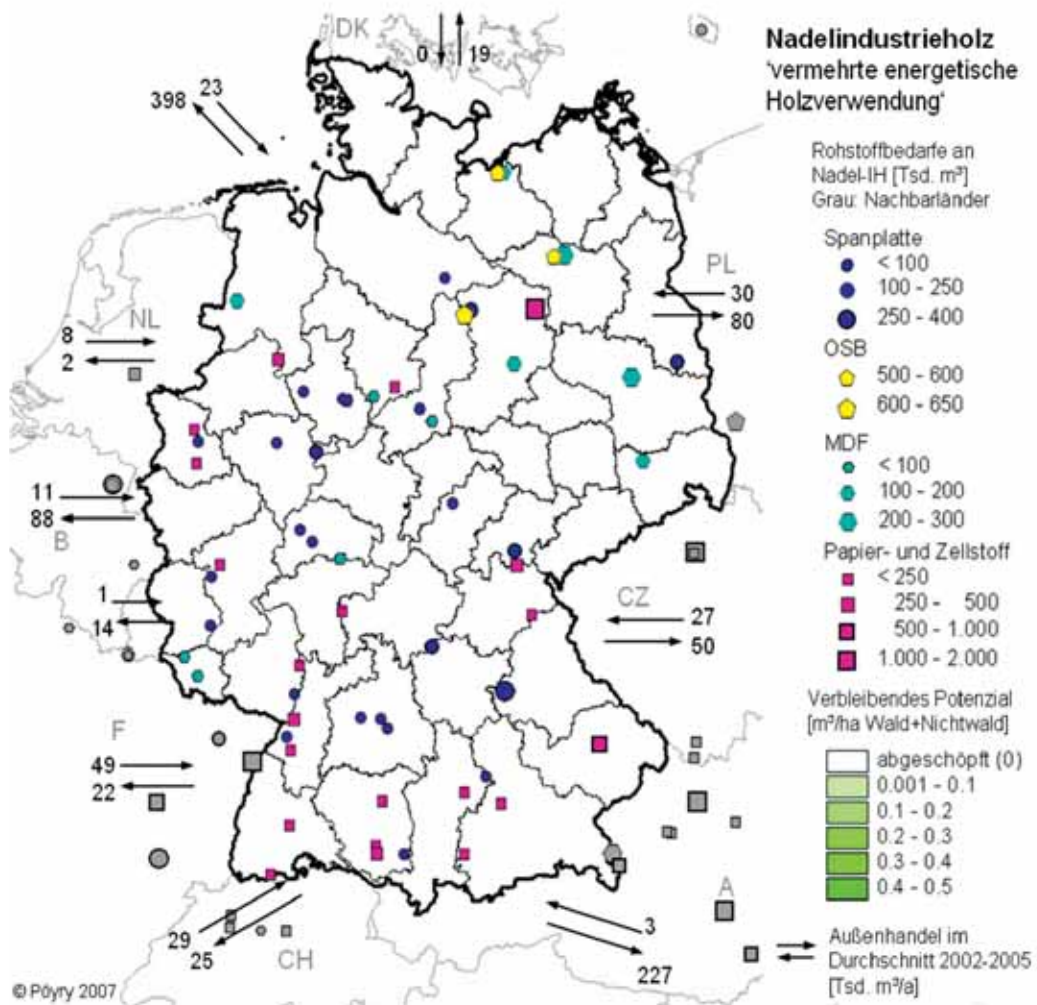 Nadelindustrieholz
'vermehrte energetische
Holzverwendung'
Rohstoffbedarfe an
Nadel-IH [Tsd. m³]
Grau: Nachbarländer
Spanplatte
< 100
100 - 250
250 - 400
OSB
500 - 600
600 - 650
MDF
< 100
100 - 200
200 - 300
Papier- und Zellstoff
< 250
250 - 500
500 - 1.000
1.000 - 2.000
Verbleibendes Potenzial
[m³/ha Wald+Nichtwald]
abgeschöpft (0)
0.001 - 0.1
0.1 - 0.2
0.2 - 0.3
0.3 - 0.4
0.4 - 0.5
Außenhandel im
Durchschnitt 2002-2005
[Tsd. m³/a]
DK
0
19
23
398
PL
30
80
NL
8
2
11
88
B
1
14
CZ
27
50
F
49
22
A
3
227
29
25
CH
© Pöyry 2007